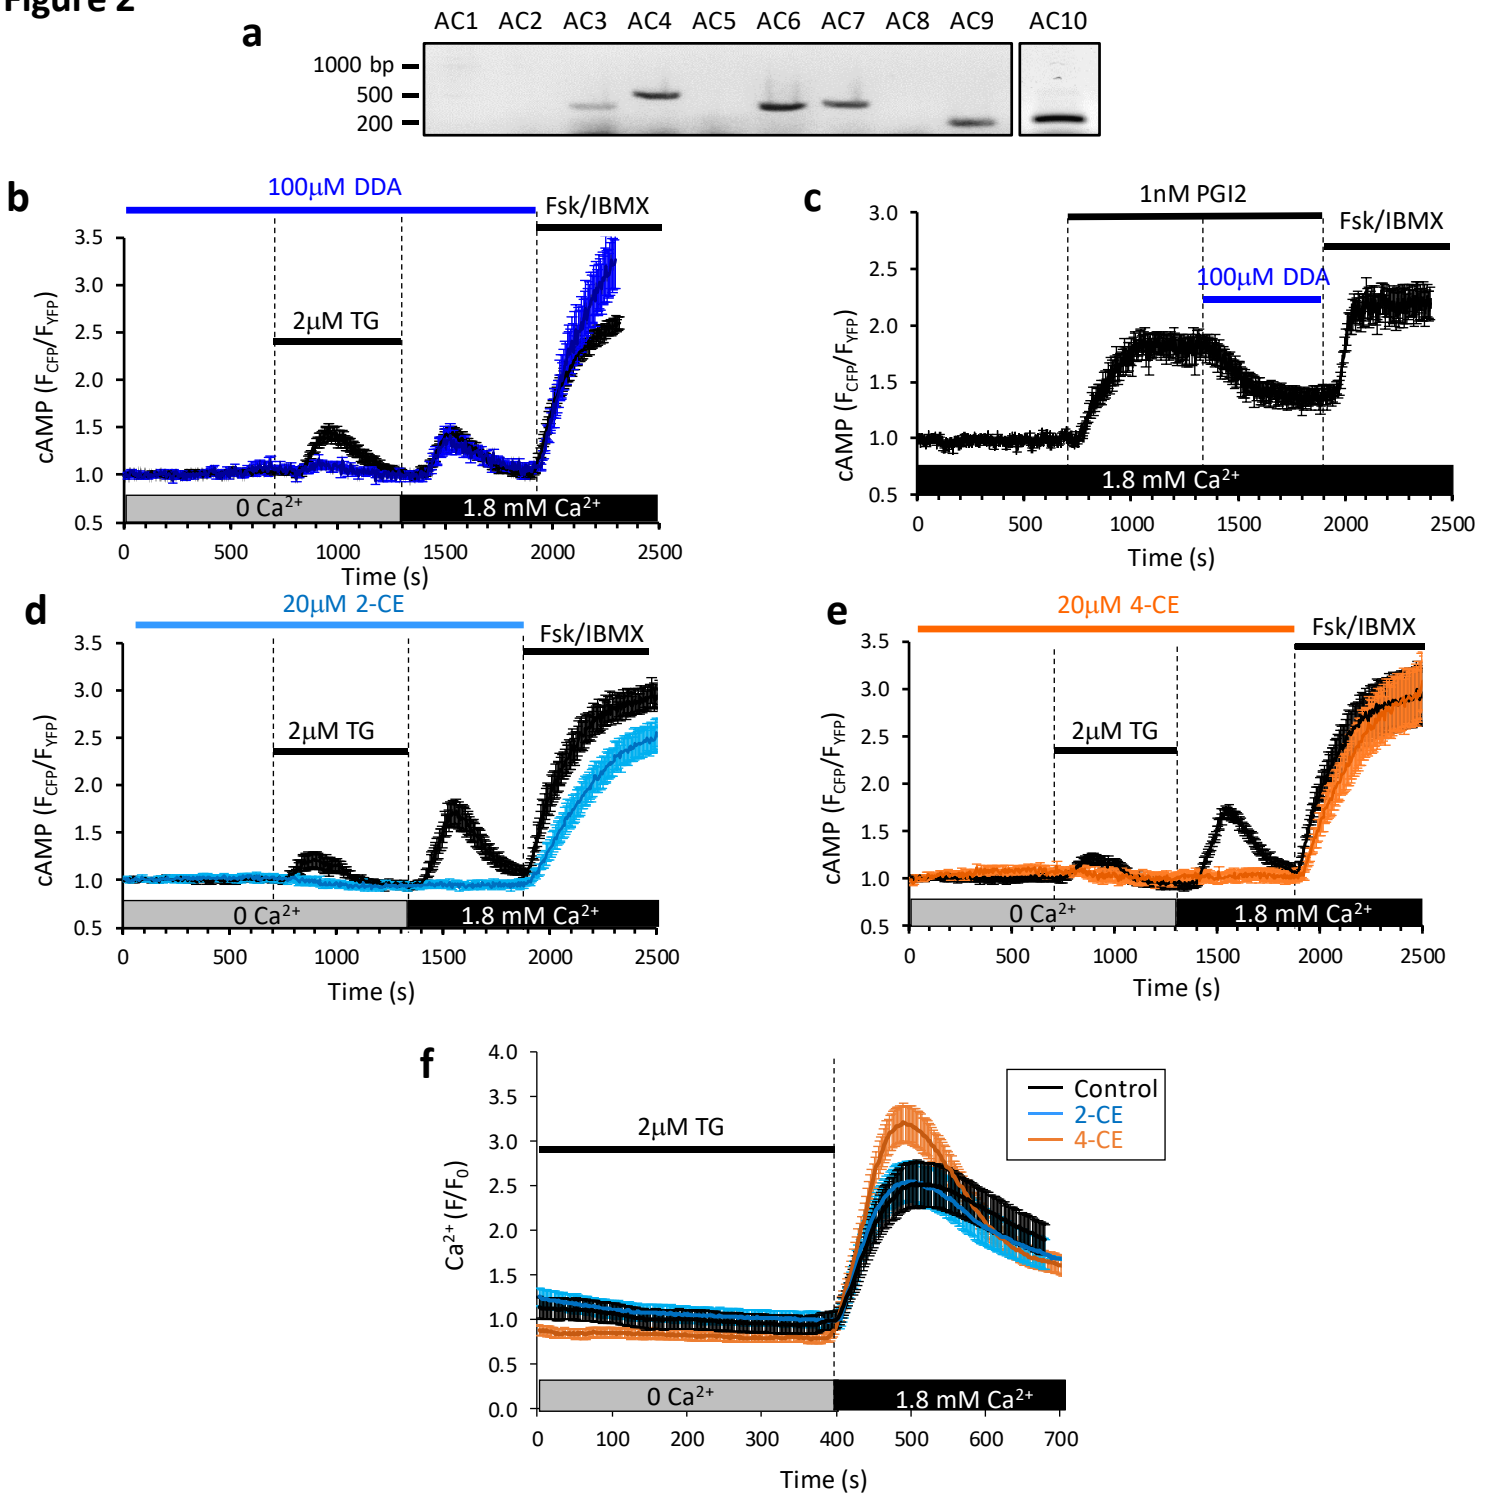 Figure 2
a
AC1 AC2 AC3 AC4 AC5 AC6 AC7 AC8 AC9 AC10
1000 bp
500
200
b
100μM DDA
Fsk/IBMX
2μM TG
cAMP (FCFP/FYFP)
3.5
3.0
2.5
2.0
1.5
1.0
0.5
0 Ca2+
1.8 mM Ca2+
0 500 1000 1500 2000 2500
Time (s)
c
1nM PGI2
Fsk/IBMX
100μM DDA
cAMP (FCFP/FYFP)
3.0
2.5
2.0
1.5
1.0
0.5
1.8 mM Ca2+
0 500 1000 1500 2000 2500
Time (s)
d
20μM 2-CE
Fsk/IBMX
2μM TG
cAMP (FCFP/FYFP)
3.5
3.0
2.5
2.0
1.5
1.0
0.5
0 Ca2+
1.8 mM Ca2+
0 500 1000 1500 2000 2500
Time (s)
e
20μM 4-CE
Fsk/IBMX
2μM TG
cAMP (FCFP/FYFP)
3.5
3.0
2.5
2.0
1.5
1.0
0.5
0 Ca2+
1.8 mM Ca2+
0 500 1000 1500 2000 2500
Time (s)
f
2μM TG
Control
2-CE
4-CE
Ca2+ (F/F0)
4.0
3.5
3.0
2.5
2.0
1.5
1.0
0.5
0.0
0 Ca2+
1.8 mM Ca2+
0 100 200 300 400 500 600 700
Time (s)